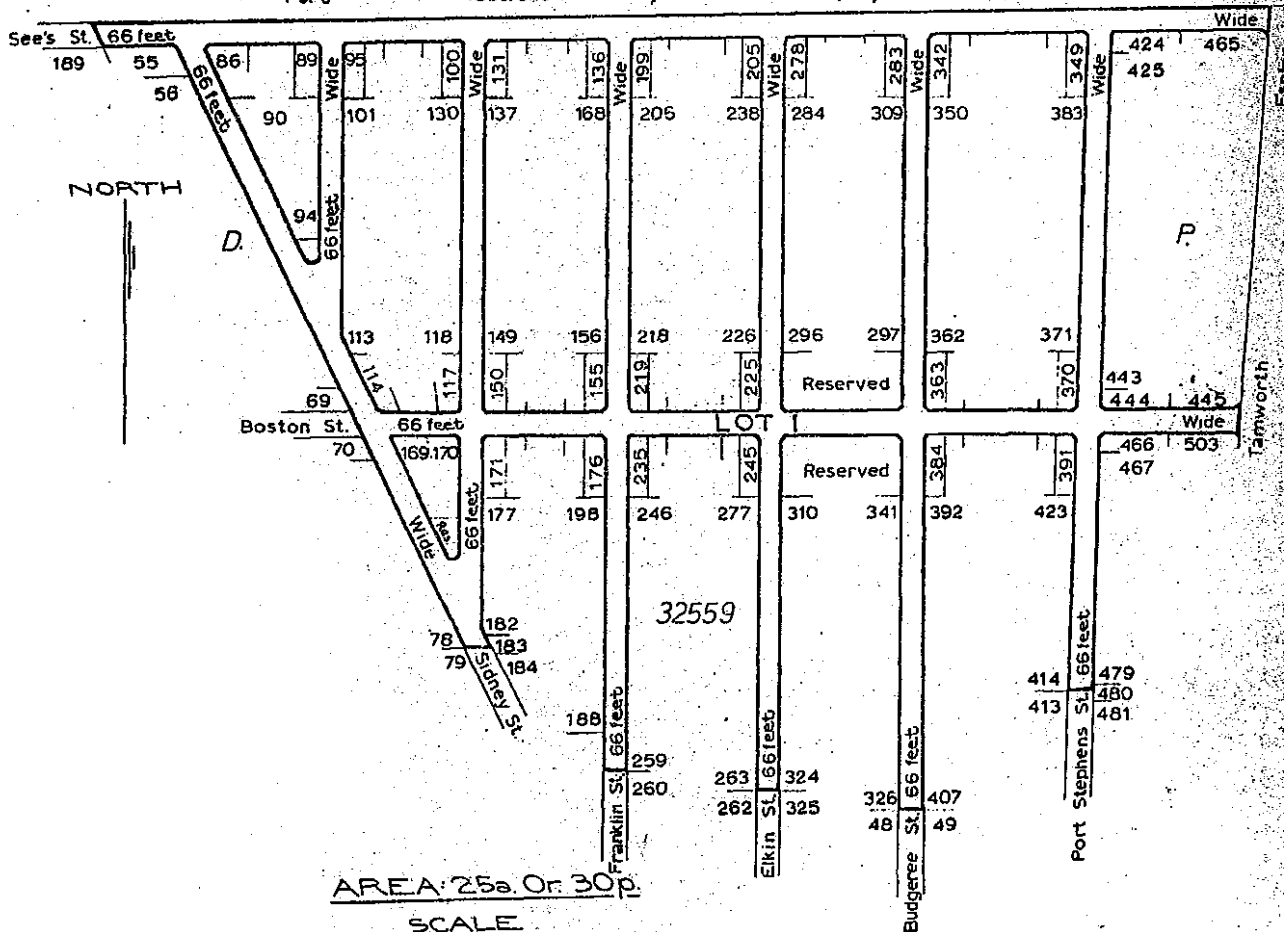 Wide
See's St. 66 feet
189 55 86 89 95 100 131 136 199 205 278 283 342 349 424 465
66 feet Wide Wide Wide Wide Wide Wide 425
56
90 101 130 137 168 206 238 284 309 350 383
NORTH
D. 94 66 feet P.
113 118 149 156 218 226 296 297 362 371
114 117 150 155 219 225 Reserved 363 370 443
69 444 445
Boston St. 66 feet LOT 1 Wide
Tamworth
70 169 170 171 176 235 245 Reserved 384 391 466 503
467
Res. 66 feet 177 198 246 277 310 341 392 423
Wide
32559
182
78 183
79 184
Sidney St.
414 479
413 480
481
Port Stephens St. 66 feet
188
259
260
Franklin St. 66 feet
263 324
262 325
Elkin St. 66 feet
326 407
48 49
Budgeree St. 66 feet
AREA: 25a. 0r. 30p.
SCALE